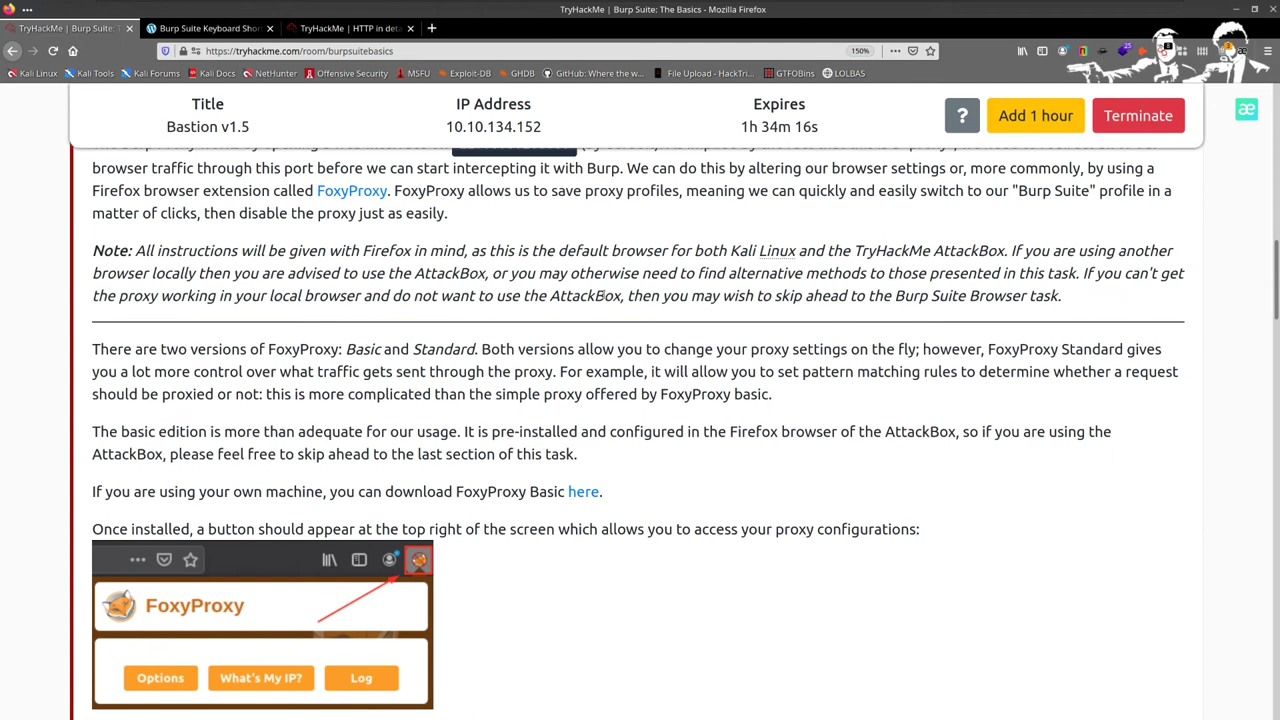 TryHackMe | Burp Suite: The Basics - Mozilla Firefox
TryHackMe | Burp Suite: T
Burp Suite Keyboard Shor
TryHackMe | HTTP in deta
https://tryhackme.com/room/burpsuitebasics
150%
Kali Linux
Kali Tools
Kali Forums
Kali Docs
NetHunter
Offensive Security
MSFU
Exploit-DB
GHDB
GitHub: Where the w...
File Upload - HackTri...
GTFOBins
LOLBAS
Title
IP Address
Expires
Bastion v1.5
10.10.134.152
1h 34m 16s
?
Add 1 hour
Terminate
browser traffic through this port before we can start intercepting it with Burp. We can do this by altering our browser settings or, more commonly, by using a
Firefox browser extension called FoxyProxy. FoxyProxy allows us to save proxy profiles, meaning we can quickly and easily switch to our "Burp Suite" profile in a
matter of clicks, then disable the proxy just as easily.
Note: All instructions will be given with Firefox in mind, as this is the default browser for both Kali Linux and the TryHackMe AttackBox. If you are using another
browser locally then you are advised to use the AttackBox, or you may otherwise need to find alternative methods to those presented in this task. If you can't get
the proxy working in your local browser and do not want to use the AttackBox, then you may wish to skip ahead to the Burp Suite Browser task.
There are two versions of FoxyProxy: Basic and Standard. Both versions allow you to change your proxy settings on the fly; however, FoxyProxy Standard gives
you a lot more control over what traffic gets sent through the proxy. For example, it will allow you to set pattern matching rules to determine whether a request
should be proxied or not: this is more complicated than the simple proxy offered by FoxyProxy basic.
The basic edition is more than adequate for our usage. It is pre-installed and configured in the Firefox browser of the AttackBox, so if you are using the
AttackBox, please feel free to skip ahead to the last section of this task.
If you are using your own machine, you can download FoxyProxy Basic here.
Once installed, a button should appear at the top right of the screen which allows you to access your proxy configurations:
FoxyProxy
Options
What's My IP?
Log